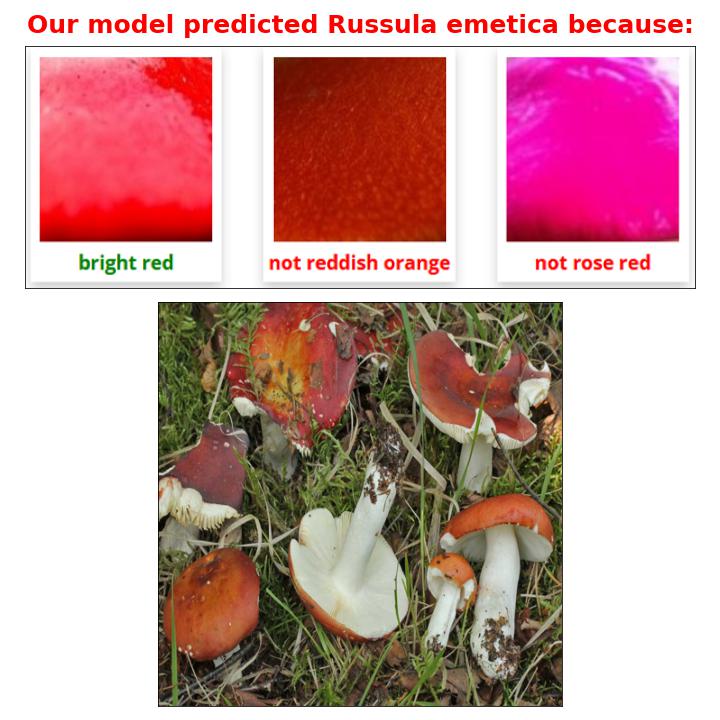 Our model predicted Russula emetica because:
bright red
not reddish orange
not rose red